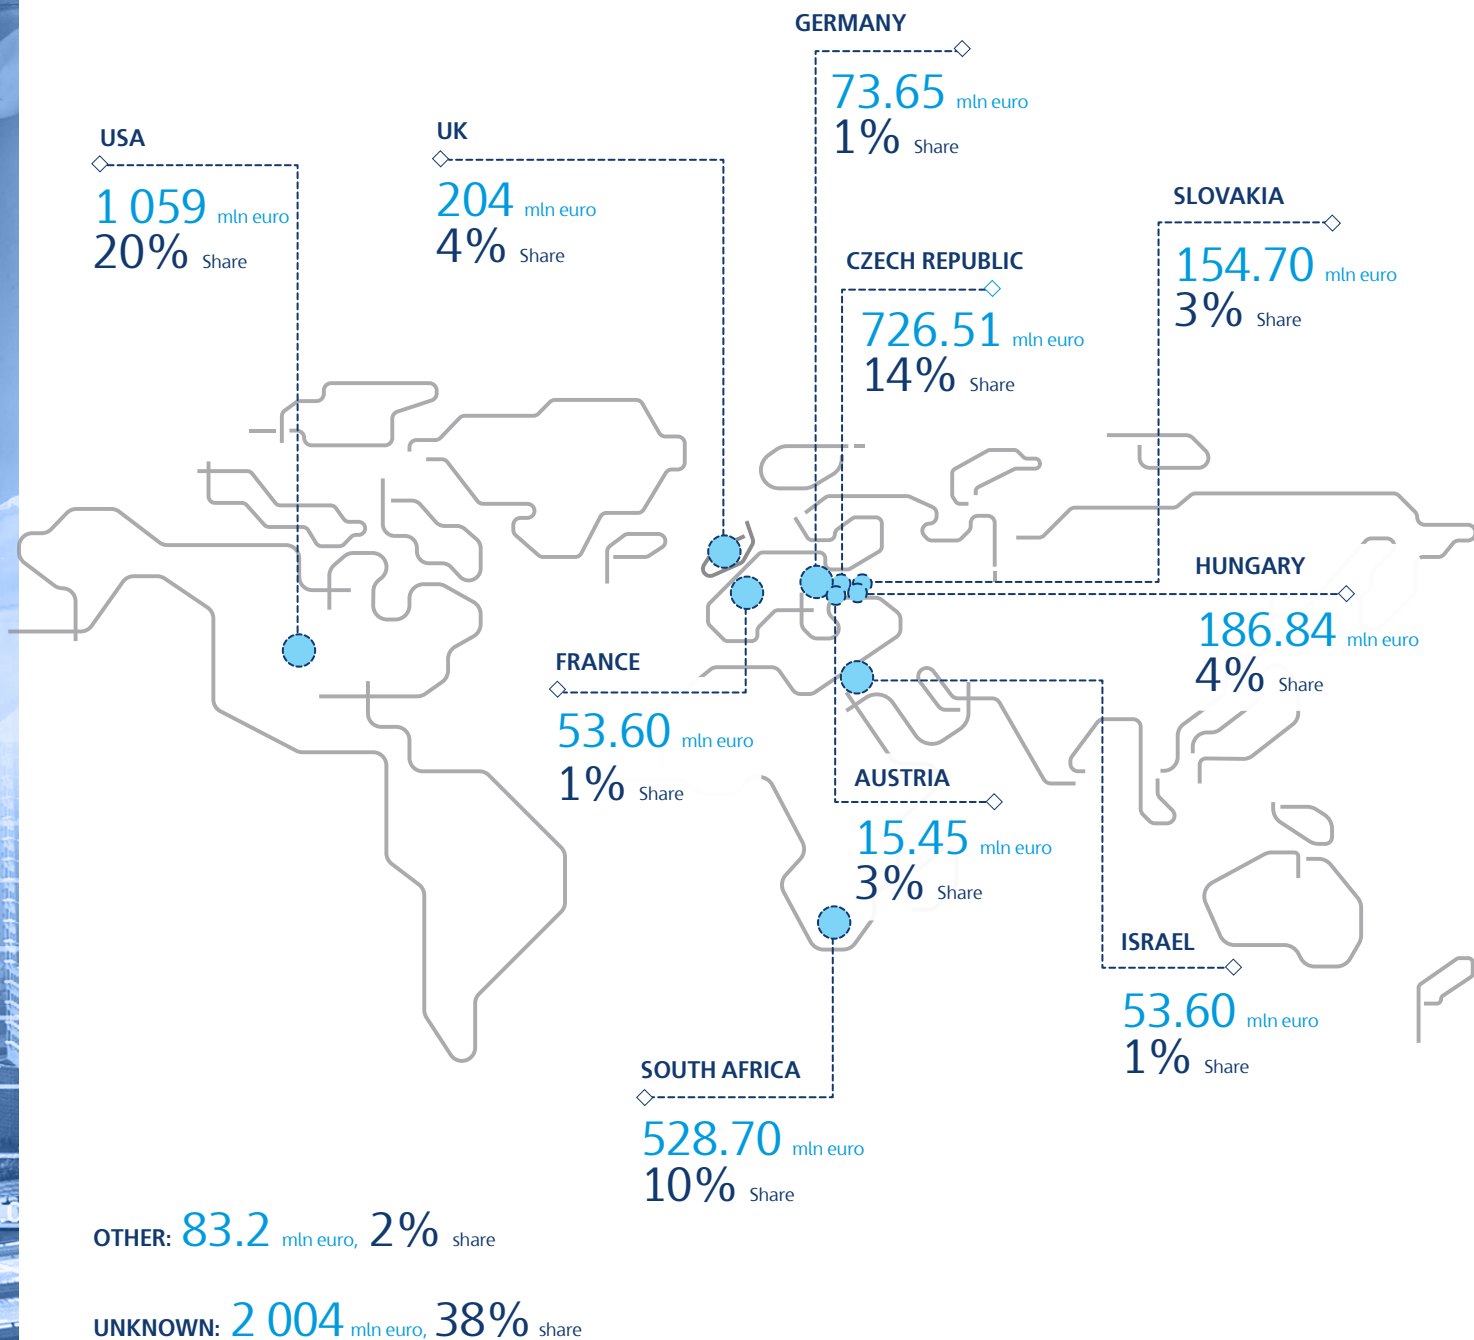 GERMANY
73.65 mln euro
1% Share
USA
1 059 mln euro
20% Share
UK
204 mln euro
4% Share
SLOVAKIA
154.70 mln euro
3% Share
CZECH REPUBLIC
726.51 mln euro
14% Share
HUNGARY
186.84 mln euro
4% Share
FRANCE
53.60 mln euro
1% Share
AUSTRIA
15.45 mln euro
3% Share
ISRAEL
53.60 mln euro
1% Share
SOUTH AFRICA
528.70 mln euro
10% Share
OTHER: 83.2 mln euro, 2% share
UNKNOWN: 2 004 mln euro, 38% share